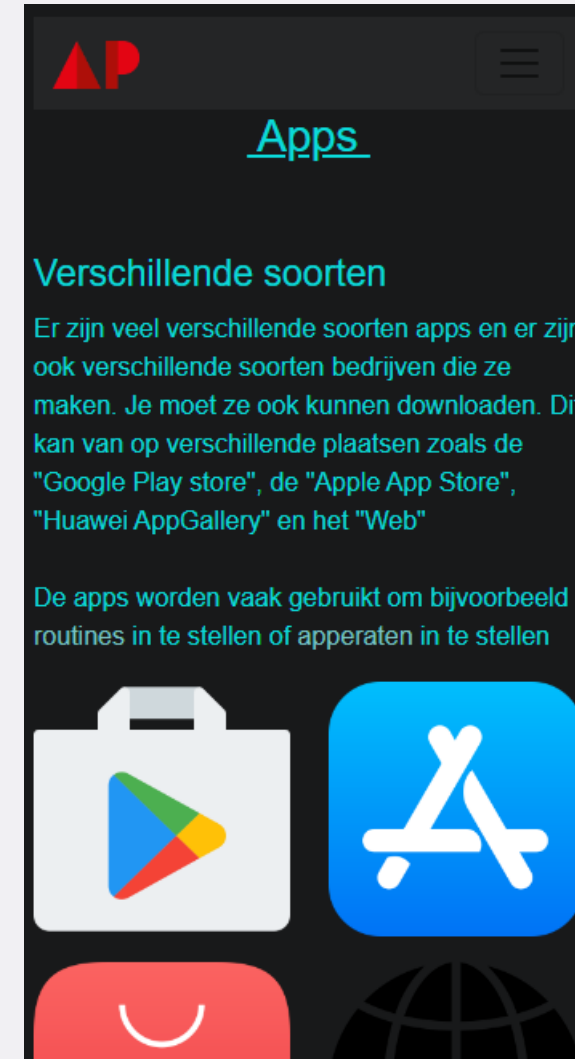 AP
Apps
Verschillende soorten
Er zijn veel verschillende soorten apps en er zijn
ook verschillende soorten bedrijven die ze
maken. Je moet ze ook kunnen downloaden. Dit
kan van op verschillende plaatsen zoals de
"Google Play store", de "Apple App Store",
"Huawei AppGallery" en het "Web"
De apps worden vaak gebruikt om bijvoorbeeld
routines in te stellen of apperaten in te stellen